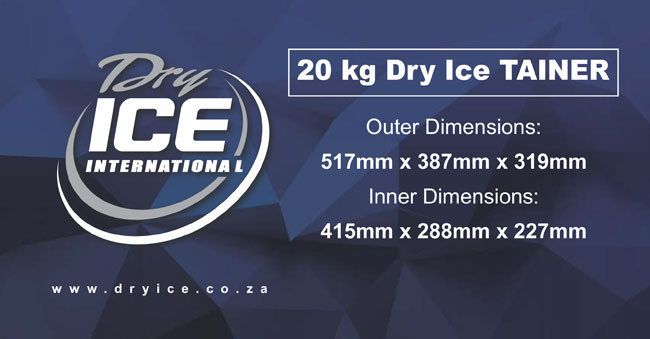 Dry
ICE
INTERNATIONAL
www.dryice.co.za
20 kg Dry Ice TAINER
Outer Dimensions:
517mm x 387mm x 319mm
Inner Dimensions:
415mm x 288mm x 227mm